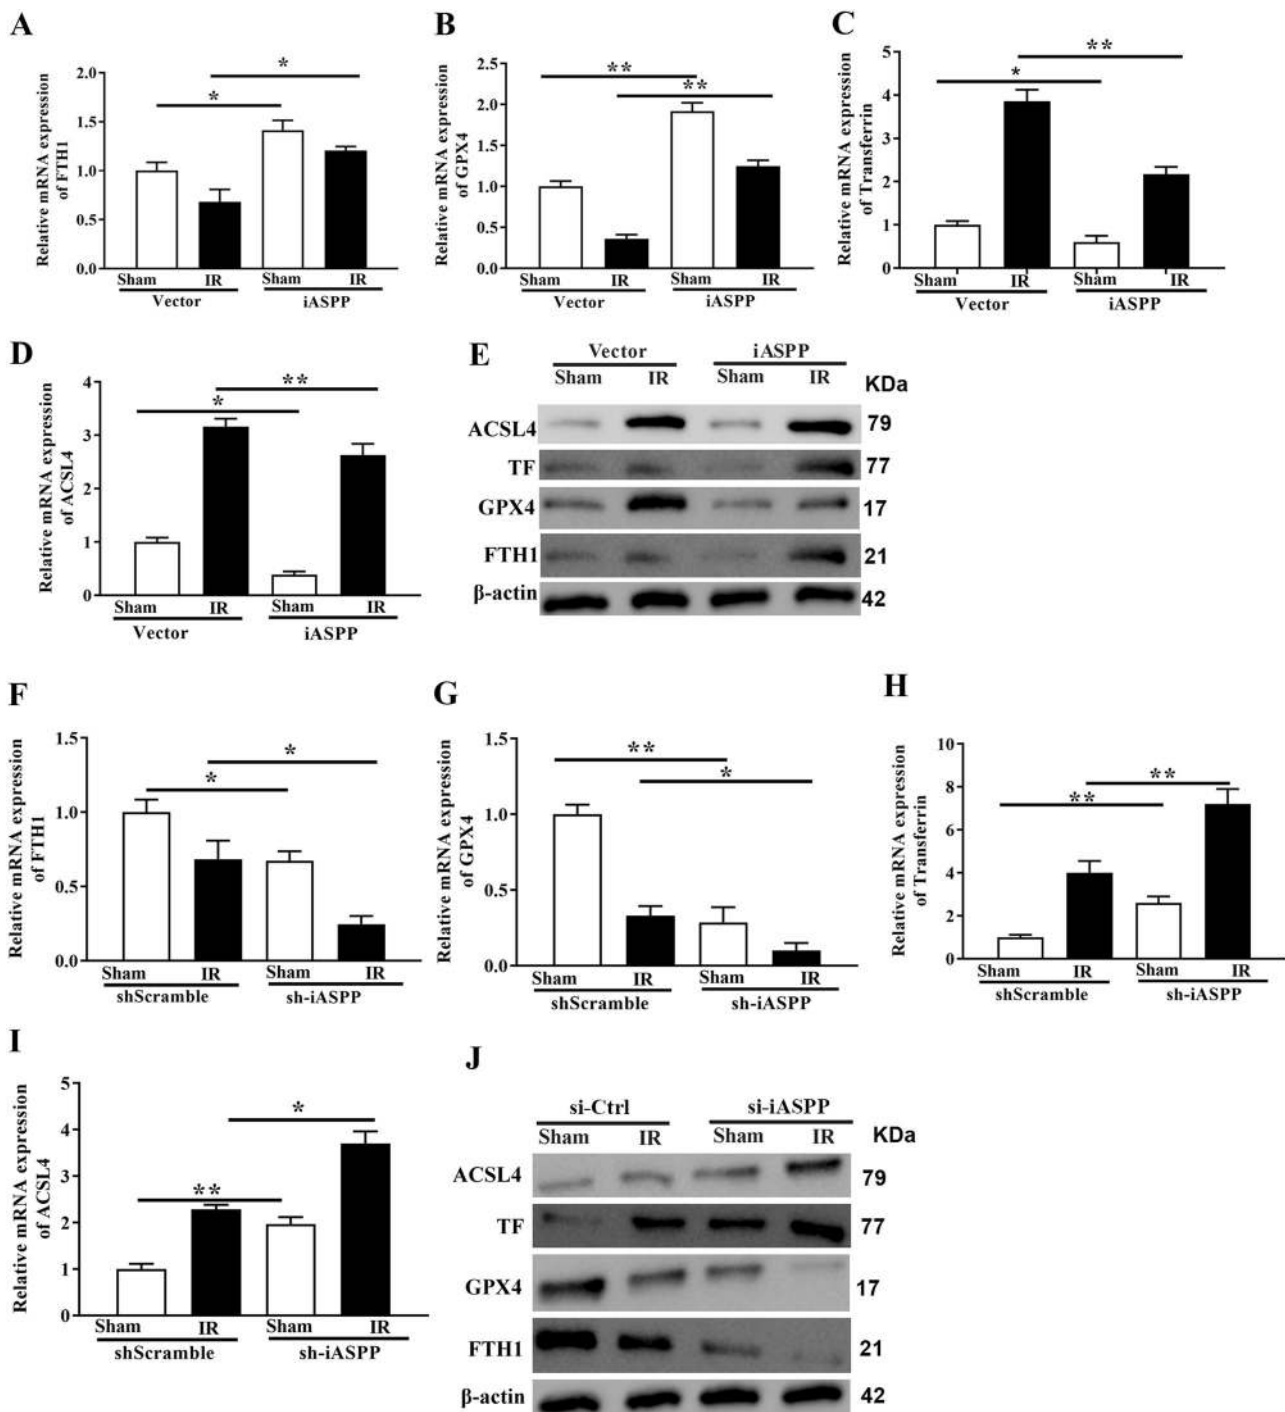 A
Relative mRNA expression
of FTH1
2.0
1.5
1.0
0.5
0.0
*
*
Sham
IR
Sham
IR
Vector
iASPP
B
Relative mRNA expression
of GPX4
2.5
2.0
1.5
1.0
0.5
0.0
**
**
Sham
IR
Sham
IR
Vector
iASPP
C
Relative mRNA expression
of Transferrin
5
4
3
2
1
0
**
*
Sham
IR
Sham
IR
Vector
iASPP
D
Relative mRNA expression
of ACSL4
4
3
2
1
0
**
*
Sham
IR
Sham
IR
Vector
iASPP
E
Vector
iASPP
Sham
IR
Sham
IR
KDa
ACSL4
79
TF
77
GPX4
17
FTH1
21
β-actin
42
F
Relative mRNA expression
of FTH1
1.5
1.0
0.5
0.0
*
*
Sham
IR
Sham
IR
shScramble
sh-iASPP
G
Relative mRNA expression
of GPX4
1.5
1.0
0.5
0.0
**
*
Sham
IR
Sham
IR
shScramble
sh-iASPP
H
Relative mRNA expression
of Transferrin
10
8
6
4
2
0
**
**
Sham
IR
Sham
IR
shScramble
sh-iASPP
I
Relative mRNA expression
of ACSL4
5
4
3
2
1
0
*
**
Sham
IR
Sham
IR
shScramble
sh-iASPP
J
si-Ctrl
si-iASPP
Sham
IR
Sham
IR
KDa
ACSL4
79
TF
77
GPX4
17
FTH1
21
β-actin
42